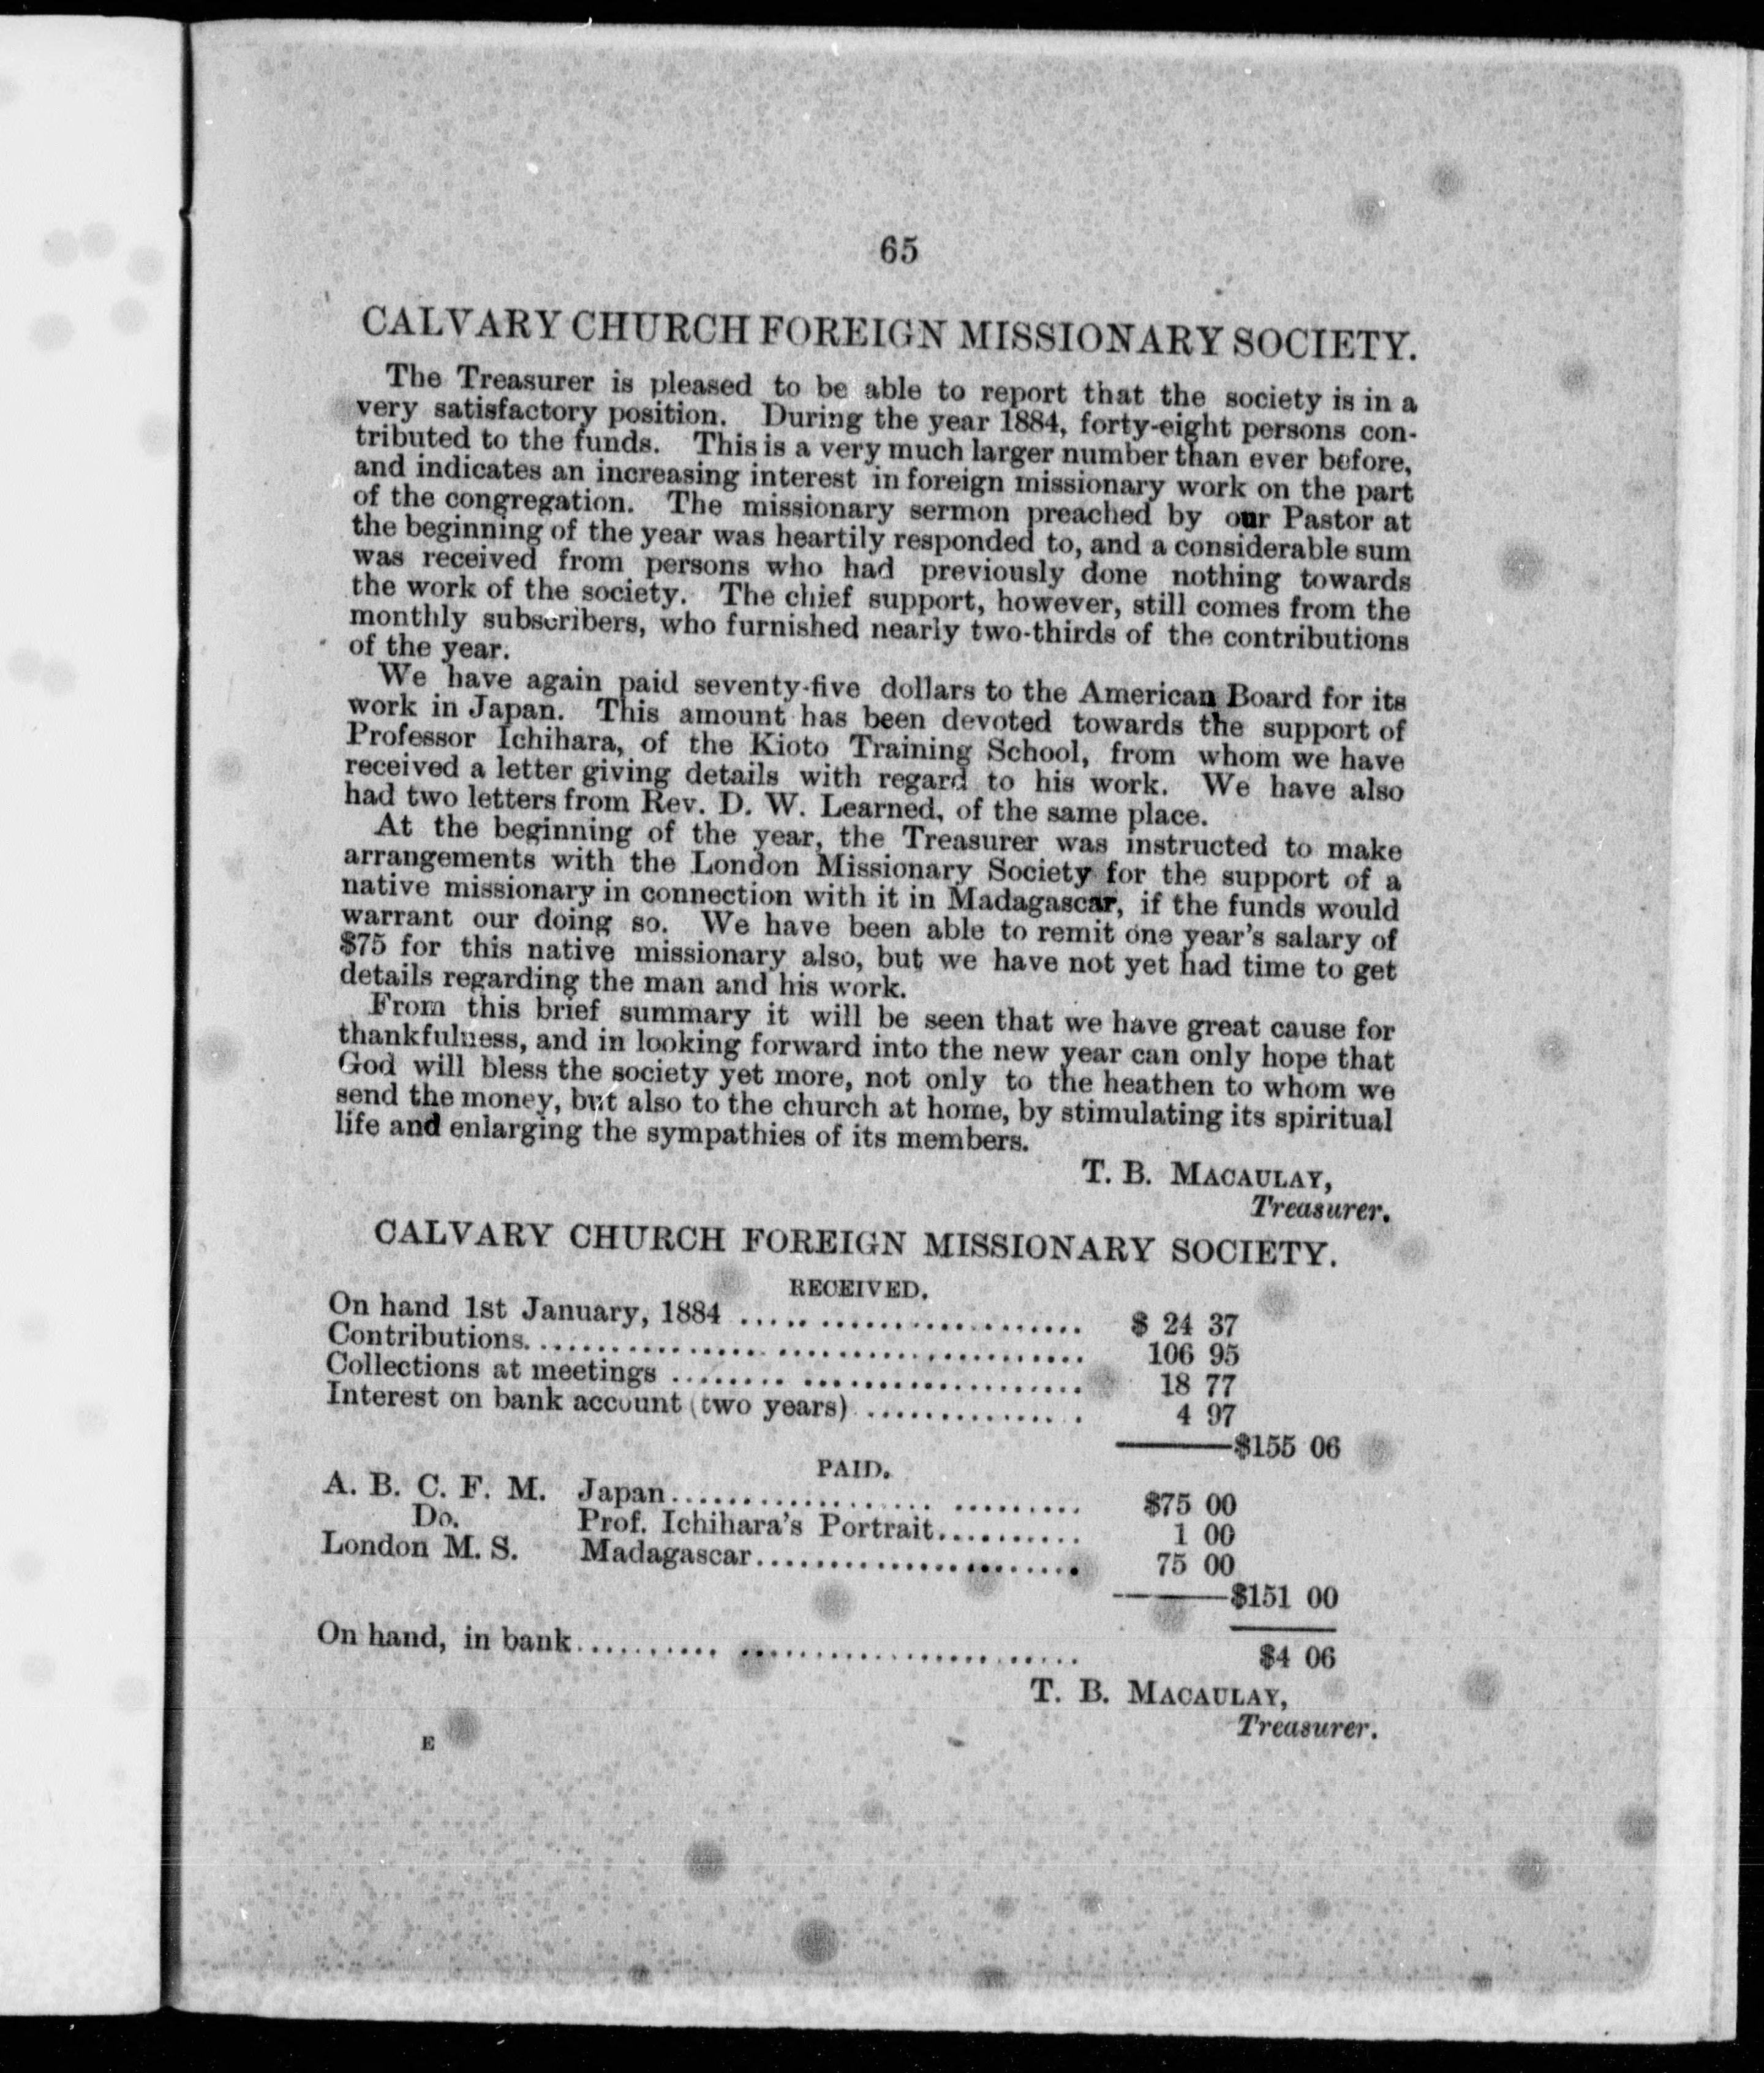 65
CALVARY CHURCH FOREIGN MISSIONARY SOCIETY.
The Treasurer is pleased to be able to report that the society is in a
very satisfactory position. During the year 1884, forty-eight persons con-
tributed to the funds. This is a very much larger number than ever before,
and indicates an increasing interest in foreign missionary work on the part
of the congregation. The missionary sermon preached by our Pastor at
the beginning of the year was heartily responded to, and a considerable sum
was received from persons who had previously done nothing towards
the work of the society. The chief support, however, still comes from the
monthly subscribers, who furnished nearly two-thirds of the contributions
of the year.
We have again paid seventy-five dollars to the American Board for its
work in Japan. This amount has been devoted towards the support of
Professor Ichihara, of the Kioto Training School, from whom we have
received a letter giving details with regard to his work. We have also
had two letters from Rev. D. W. Learned, of the same place.
At the beginning of the year, the Treasurer was instructed to make
arrangements with the London Missionary Society for the support of a
native missionary in connection with it in Madagascar, if the funds would
warrant our doing so. We have been able to remit one year's salary of
$75 for this native missionary also, but we have not yet had time to get
details regarding the man and his work.
From this brief summary it will be seen that we have great cause for
thankfulness, and in looking forward into the new year can only hope that
God will bless the society yet more, not only to the heathen to whom we
send the money, but also to the church at home, by stimulating its spiritual
life and enlarging the sympathies of its members.
T. B. MACAULAY,
Treasurer.
CALVARY CHURCH FOREIGN MISSIONARY SOCIETY.
RECEIVED.
On hand 1st January, 1884 ........................ $ 24 37
Contributions........................ 106 95
Collections at meetings ........................ 18 77
Interest on bank account (two years) ............... 4 97
$155 06
PAID.
A. B. C. F. M. Japan........................ $75 00
Do. Prof. Ichihara's Portrait........... 1 00
London M. S. Madagascar........................ 75 00
$151 00
On hand, in bank........................ $4 06
T. B. MACAULAY,
Treasurer.
E